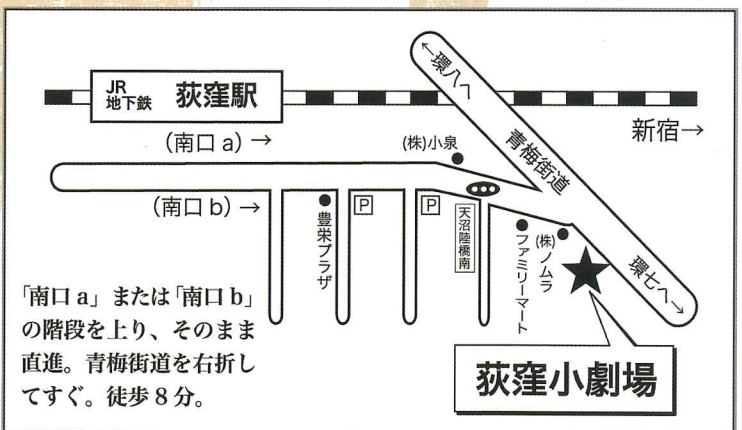 ←環八へ
JR
地下鉄
荻窪駅
新宿→
(南口 a) →
(株)小泉
青梅街道
(南口 b) →
豊栄プラザ
P
P
天沼陸橋南
ファミリーマート
(株)ノムラ
環七へ→
「南口 a」または「南口 b」
の階段を上り、そのまま
直進。青梅街道を右折し
てすぐ。徒歩 8 分。
荻窪小劇場